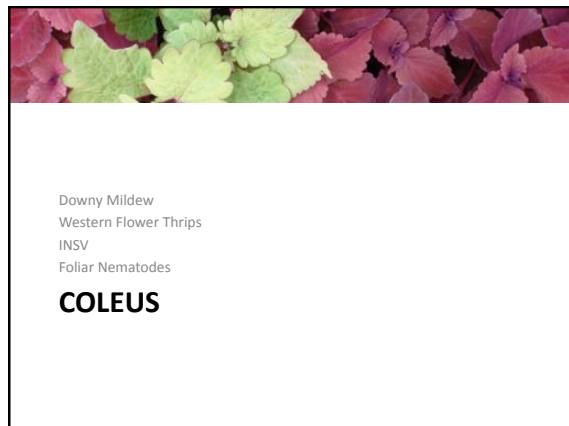 Downy Mildew
Western Flower Thrips
INSV
Foliar Nematodes
COLEUS